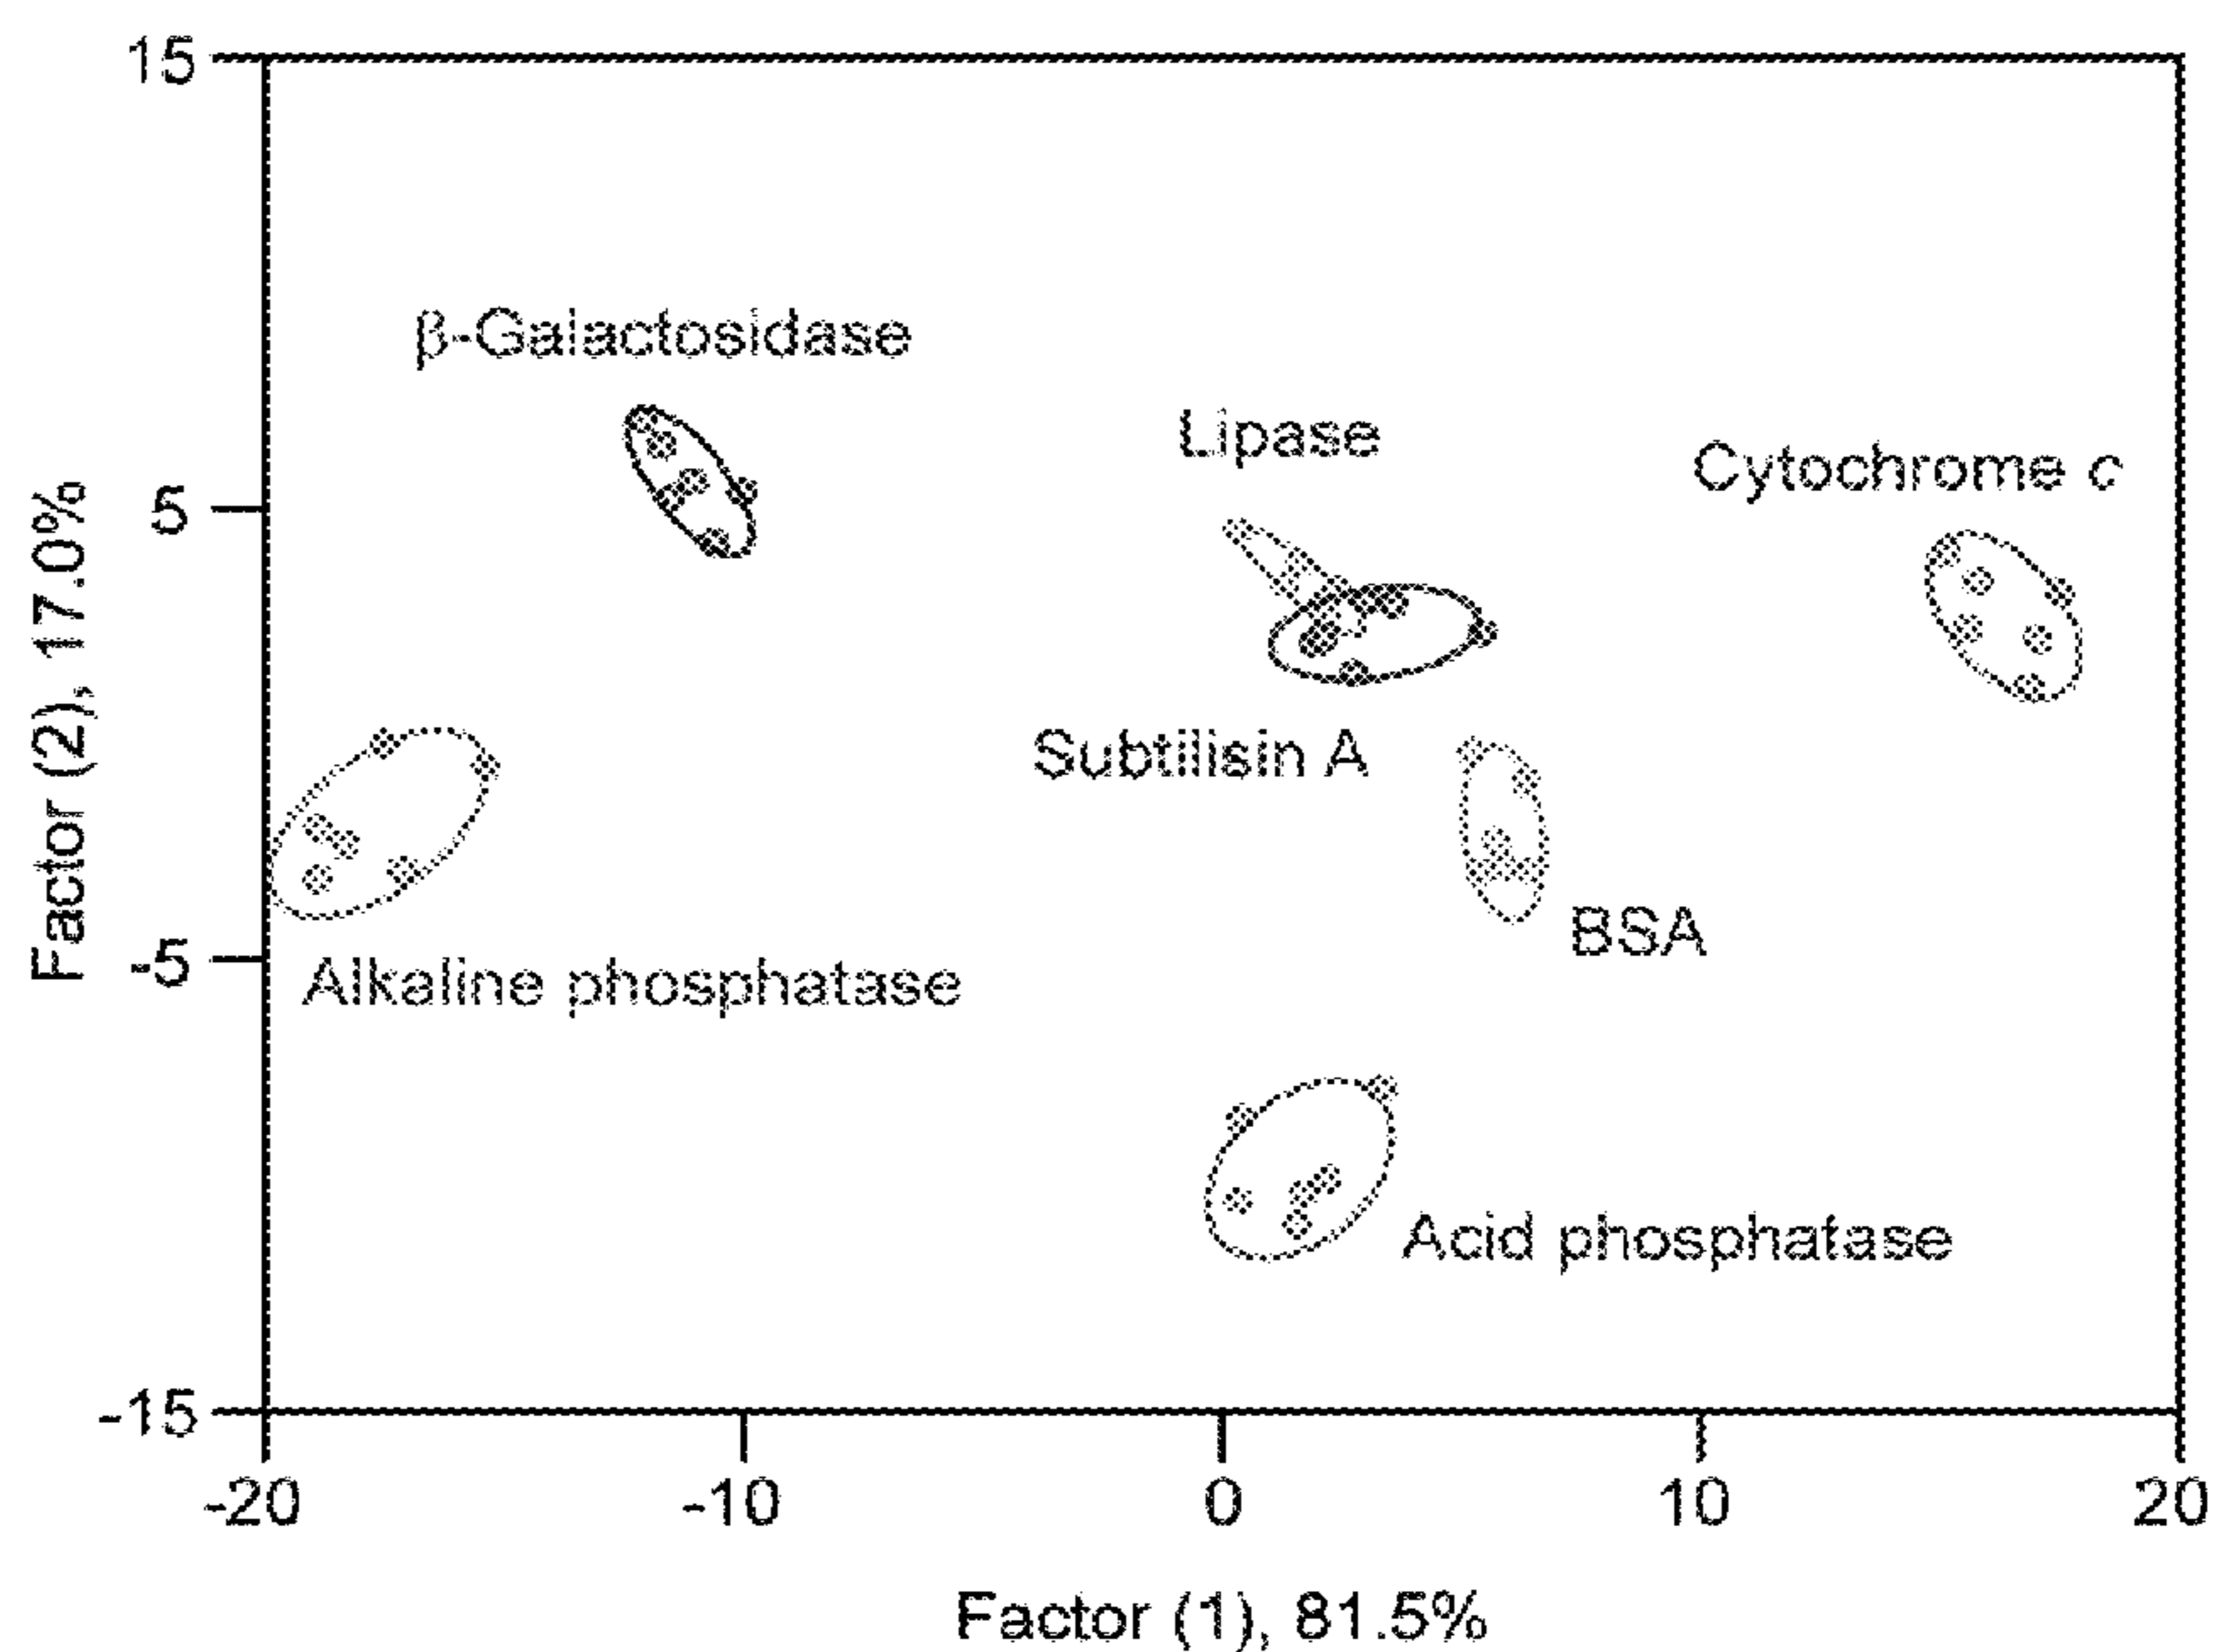 15
β-Galactosidase
Lipase
Cytochrome c
5
Factor (2), 17.0%
Subtilisin A
BSA
-5
Alkaline phosphatase
Acid phosphatase
-15
-20 -10 0 10 20
Factor (1), 81.5%